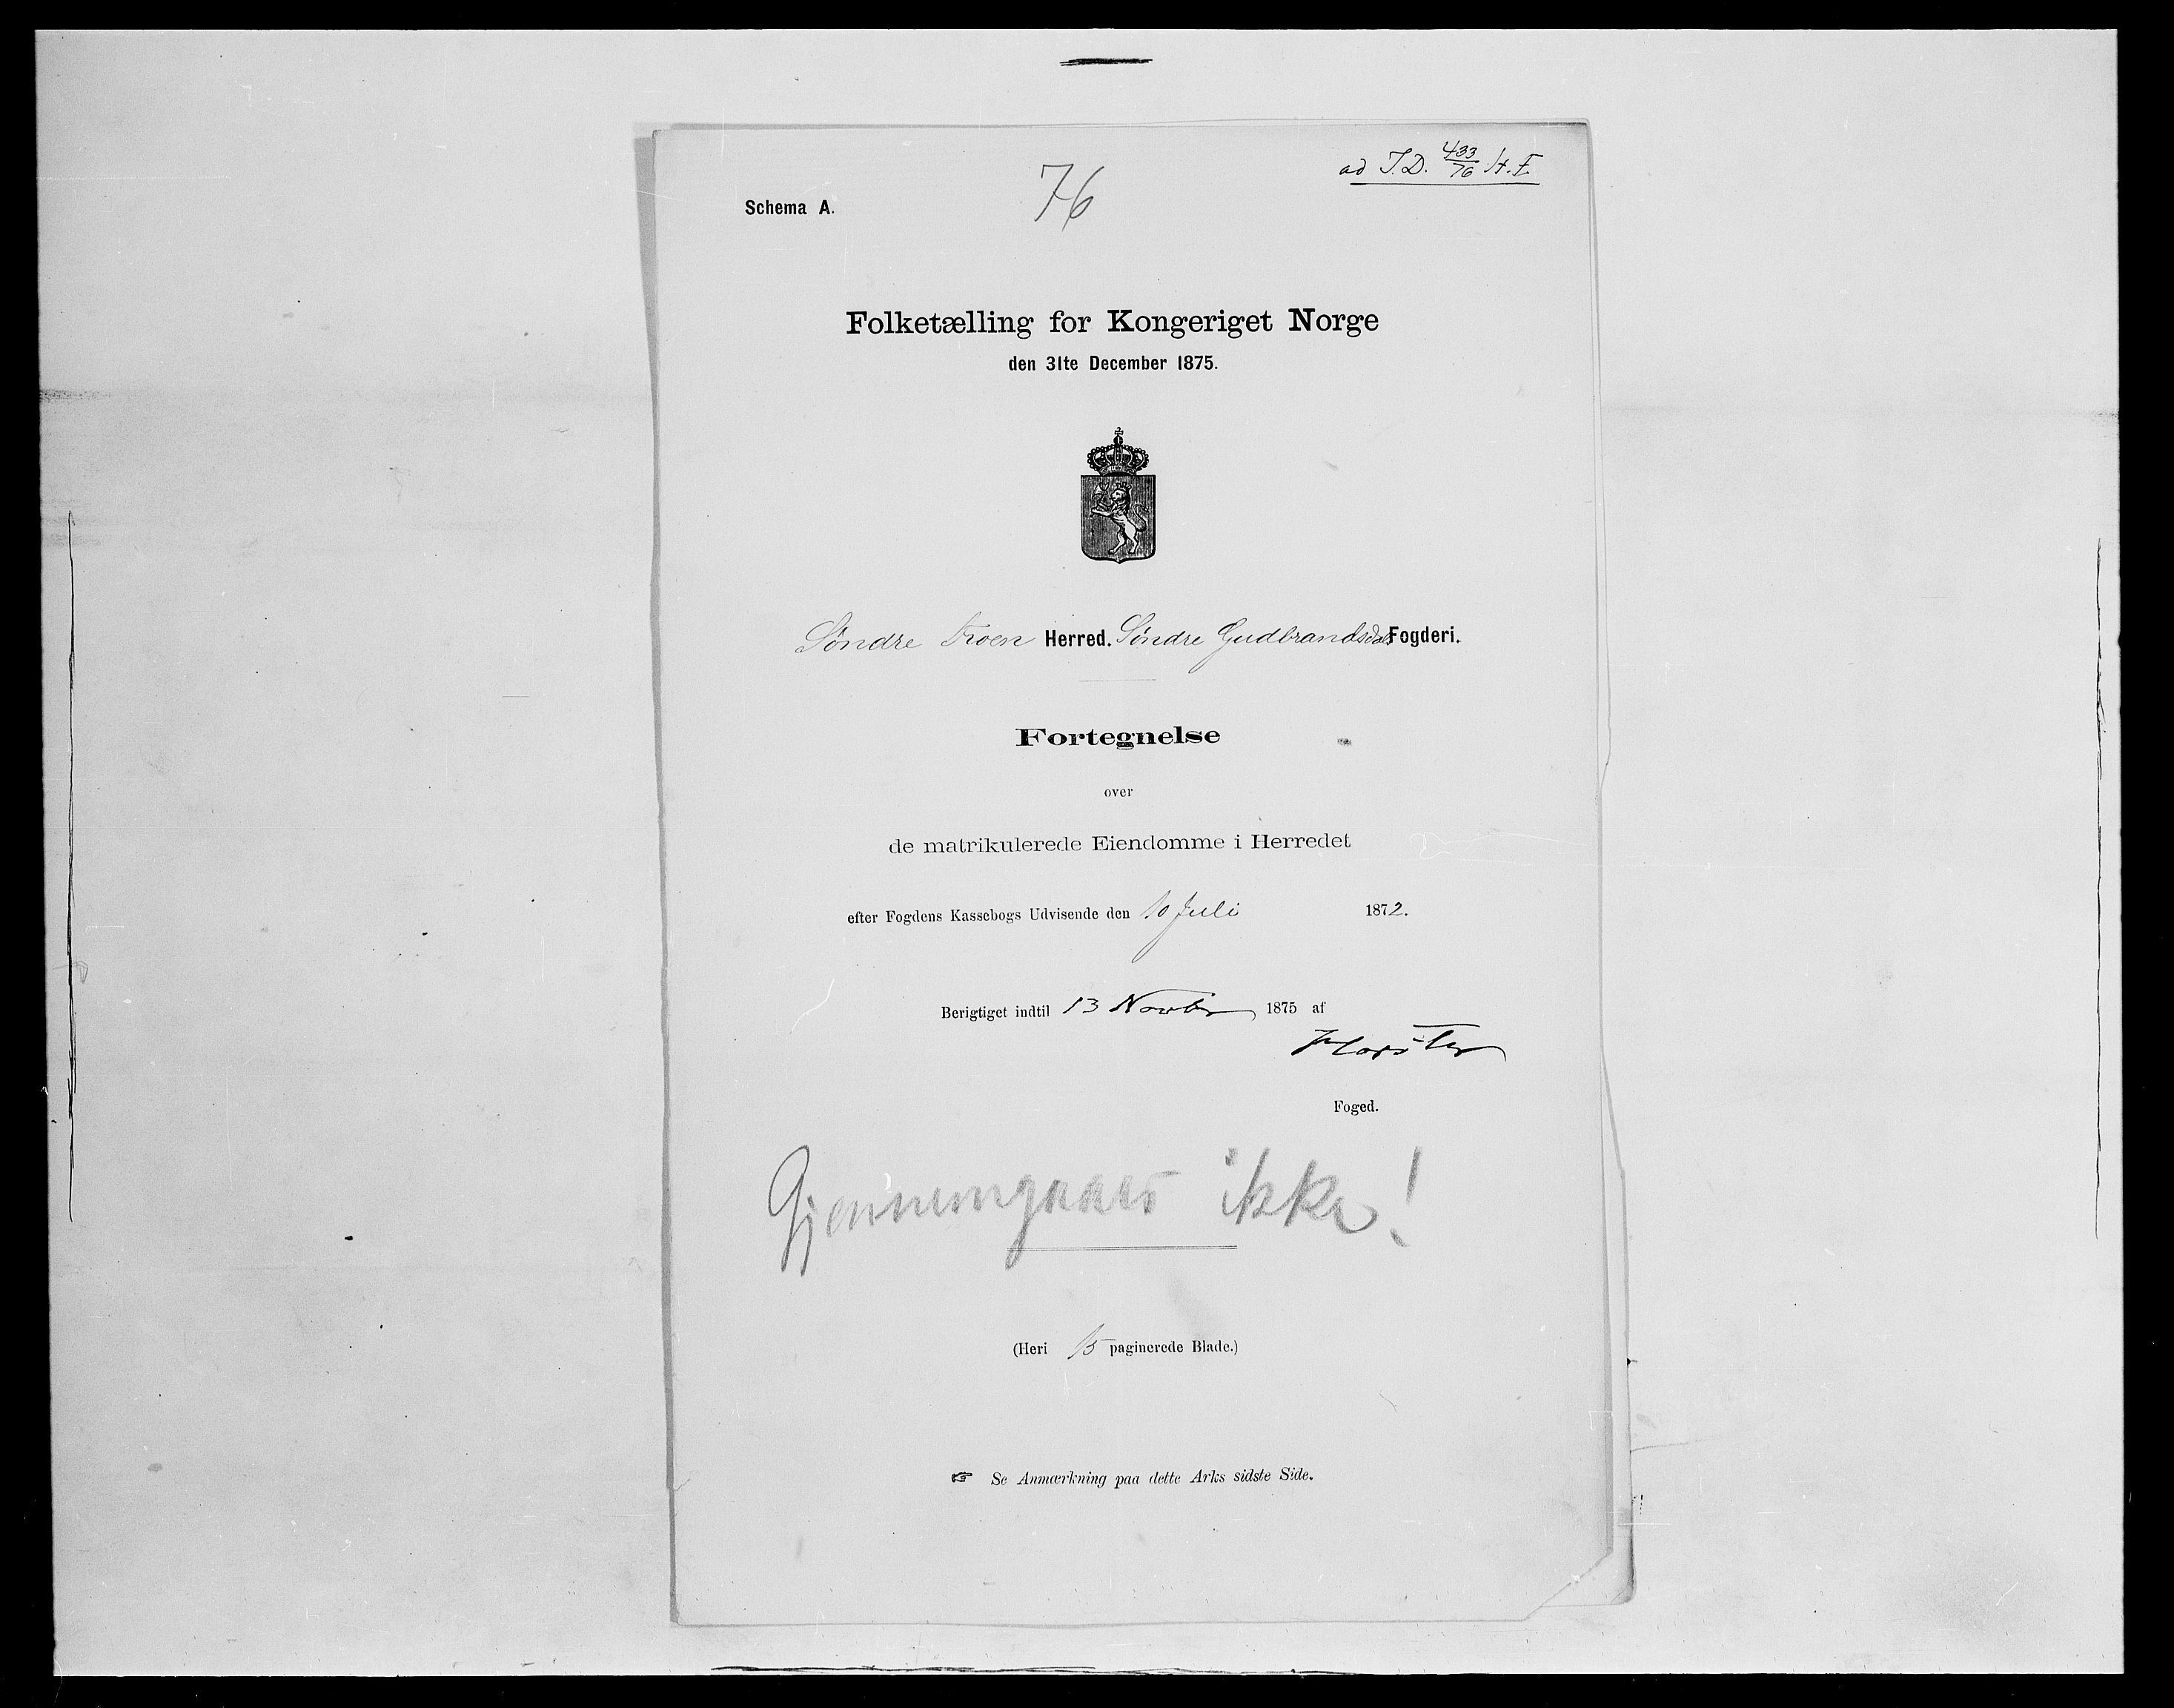 ad I.D. 433/76 H.E.
76
Schema A.
Folketælling for Kongeriget Norge
den 31te December 1875.
Søndre Froen Herred. Søndre Gudbrandsdals Fogderi.
Fortegnelse
over
de matrikulerede Eiendomme i Herredet
efter Fogdens Kassebogs Udvisende den 10 Juli 1872.
Berigtiget indtil 13 Novbr 1875 af
Foged.
Gjennemgaaes ikke!
(Heri 15 paginerede Blade.)
☞ Se Anmærkning paa dette Arks sidste Side.